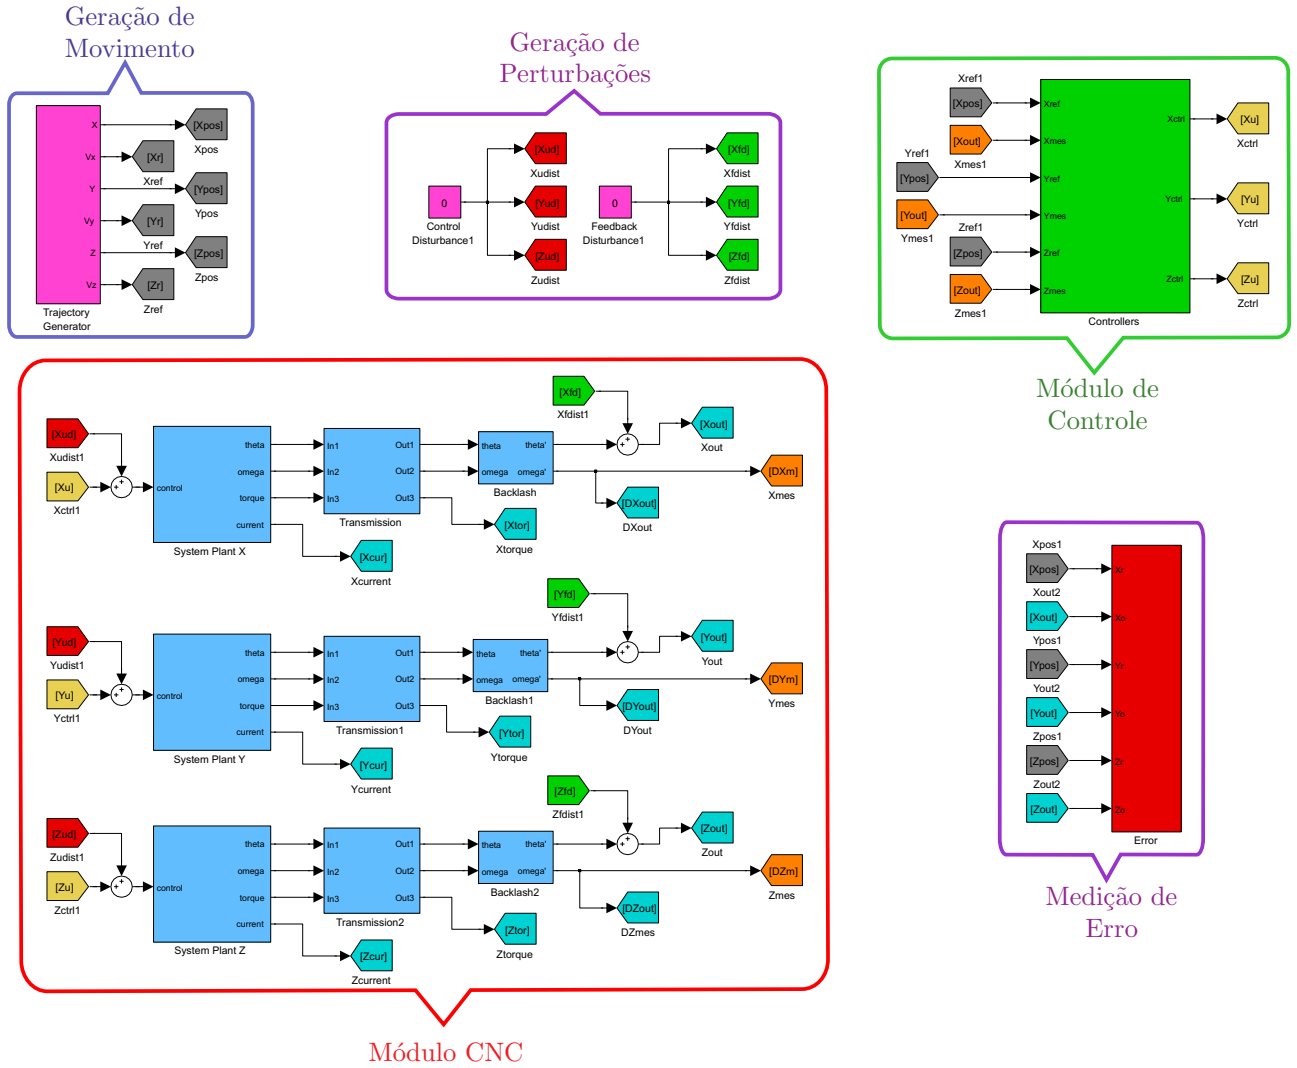 Geração de
Movimento
X
[Xpos]
Xpos
Vx
[Xr]
Xref
Y
[Ypos]
Ypos
Vy
[Yr]
Yref
Z
[Zpos]
Zpos
Vz
[Zr]
Zref
Trajectory
Generator
Geração de
Perturbações
0
Control
Disturbance1
[Xud]
Xudist
[Yud]
Yudist
[Zud]
Zudist
0
Feedback
Disturbance1
[Xfd]
Xfdist
[Yfd]
Yfdist
[Zfd]
Zfdist
Xref1
[Xpos]
[Xout]
Xmes1
Yref1
[Ypos]
[Yout]
Ymes1
Zref1
[Zpos]
[Zout]
Zmes1
Xref
Xmes
Yref
Ymes
Zref
Zmes
Xctrl
Yctrl
Zctrl
Controllers
[Xu]
Xctrl
[Yu]
Yctrl
[Zu]
Zctrl
Módulo de
Controle
[Xud]
Xudist1
[Xu]
Xctrl1
control
theta
omega
torque
current
System Plant X
In1
In2
In3
Out1
Out2
Out3
Transmission
theta
omega
theta'
omega'
Backlash
[Xfd]
Xfdist1
[Xout]
Xout
[DXm]
Xmes
[DXout]
DXout
[Xtor]
Xtorque
[Xcur]
Xcurrent
[Yud]
Yudist1
[Yu]
Yctrl1
control
theta
omega
torque
current
System Plant Y
In1
In2
In3
Out1
Out2
Out3
Transmission1
theta
omega
theta'
omega'
Backlash1
[Yfd]
Yfdist1
[Yout]
Yout
[DYm]
Ymes
[DYout]
DYout
[Ytor]
Ytorque
[Ycur]
Ycurrent
[Zud]
Zudist1
[Zu]
Zctrl1
control
theta
omega
torque
current
System Plant Z
In1
In2
In3
Out1
Out2
Out3
Transmission2
theta
omega
theta'
omega'
Backlash2
[Zfd]
Zfdist1
[Zout]
Zout
[DZm]
Zmes
[DZout]
DZmes
[Ztor]
Ztorque
[Zcur]
Zcurrent
Módulo CNC
Xpos1
[Xpos]
Xout2
[Xout]
Ypos1
[Ypos]
Yout2
[Yout]
Zpos1
[Zpos]
Zout2
[Zout]
Xr
Xo
Yr
Yo
Zr
Zo
Error
Medição de
Erro